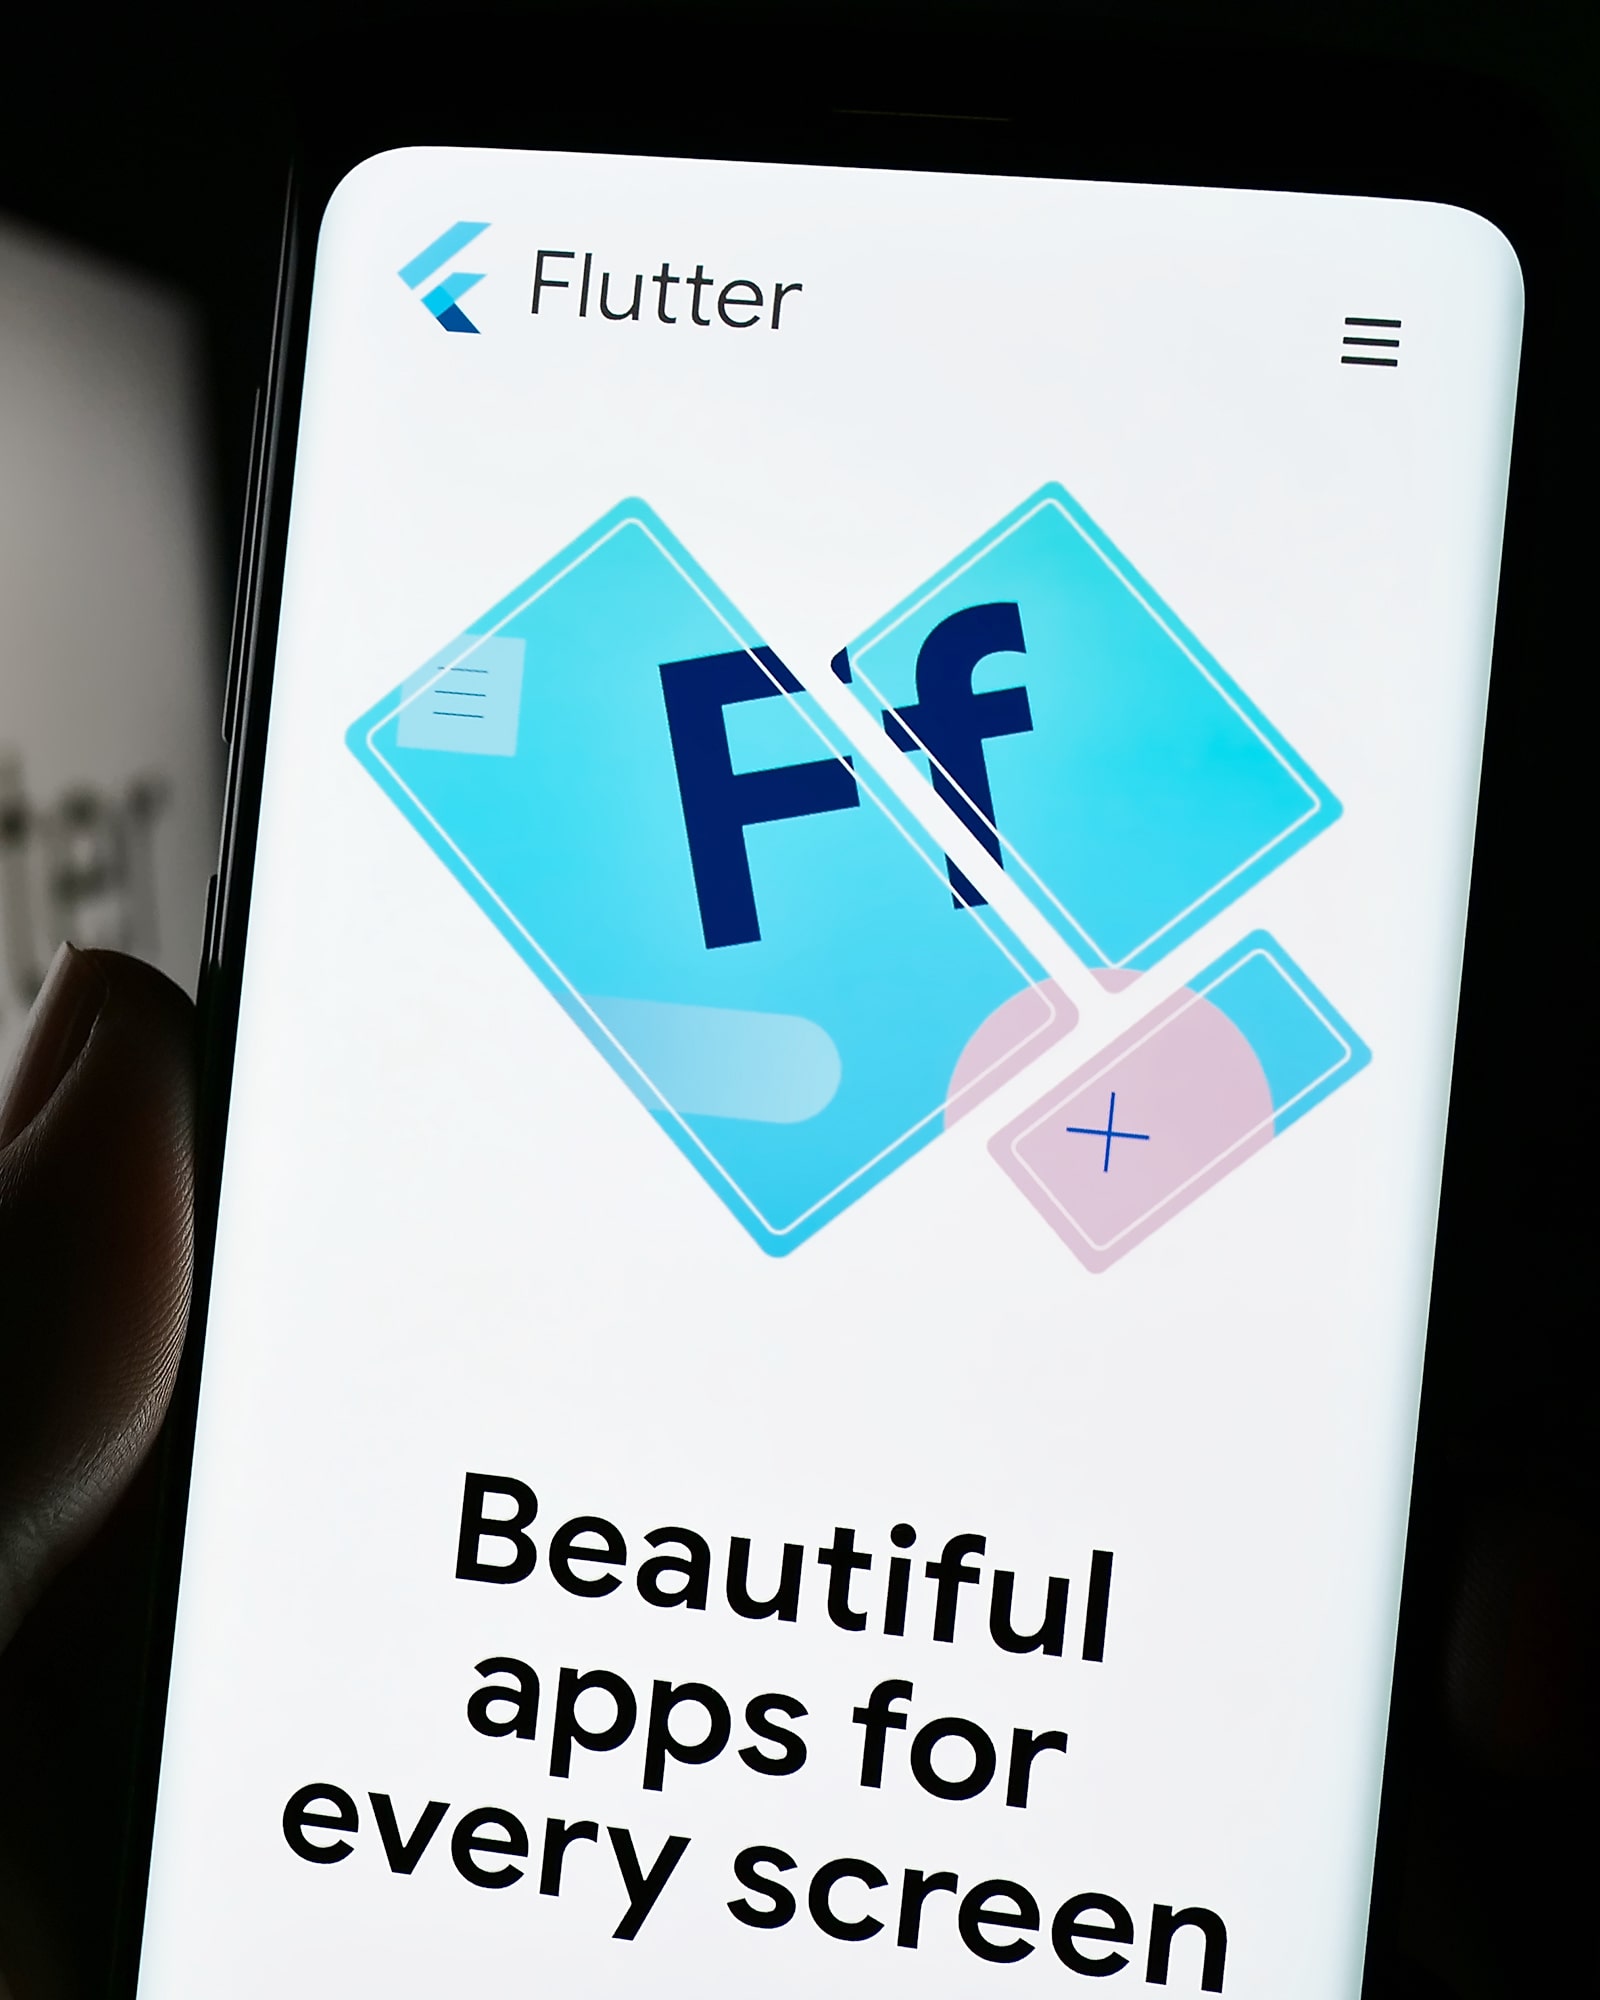 Flutter
Ff
Beautiful
apps for
every screen